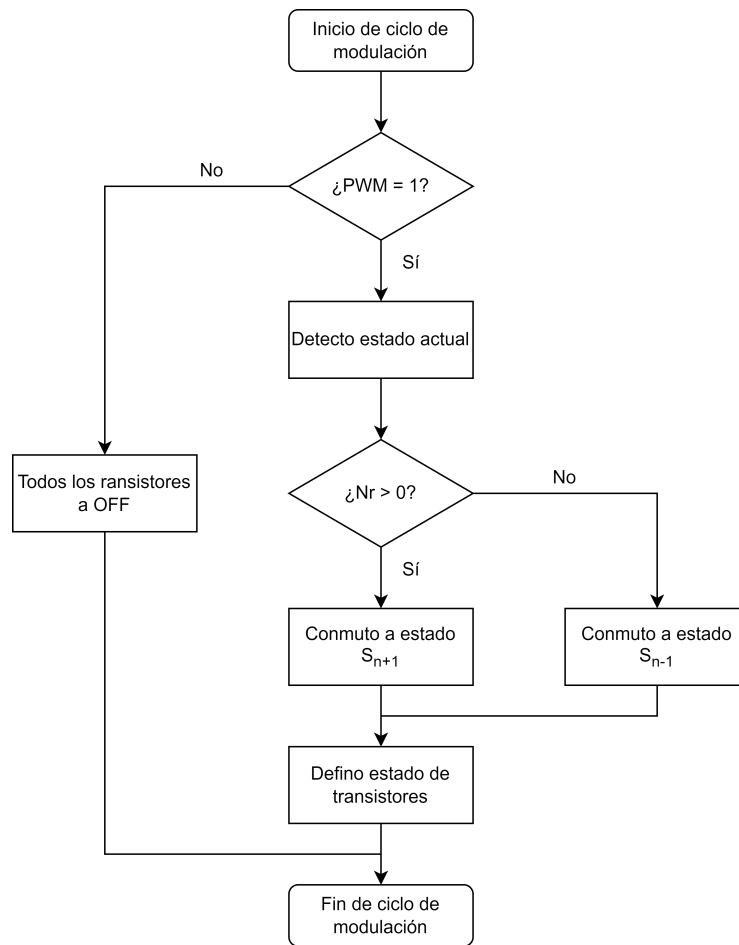 Inicio de ciclo de
modulación
No
¿PWM = 1?
Sí
Detecto estado actual
Todos los ransistores
a OFF
¿Nr > 0?
No
Sí
Conmuto a estado
Sn+1
Conmuto a estado
Sn-1
Defino estado de
transistores
Fin de ciclo de
modulación